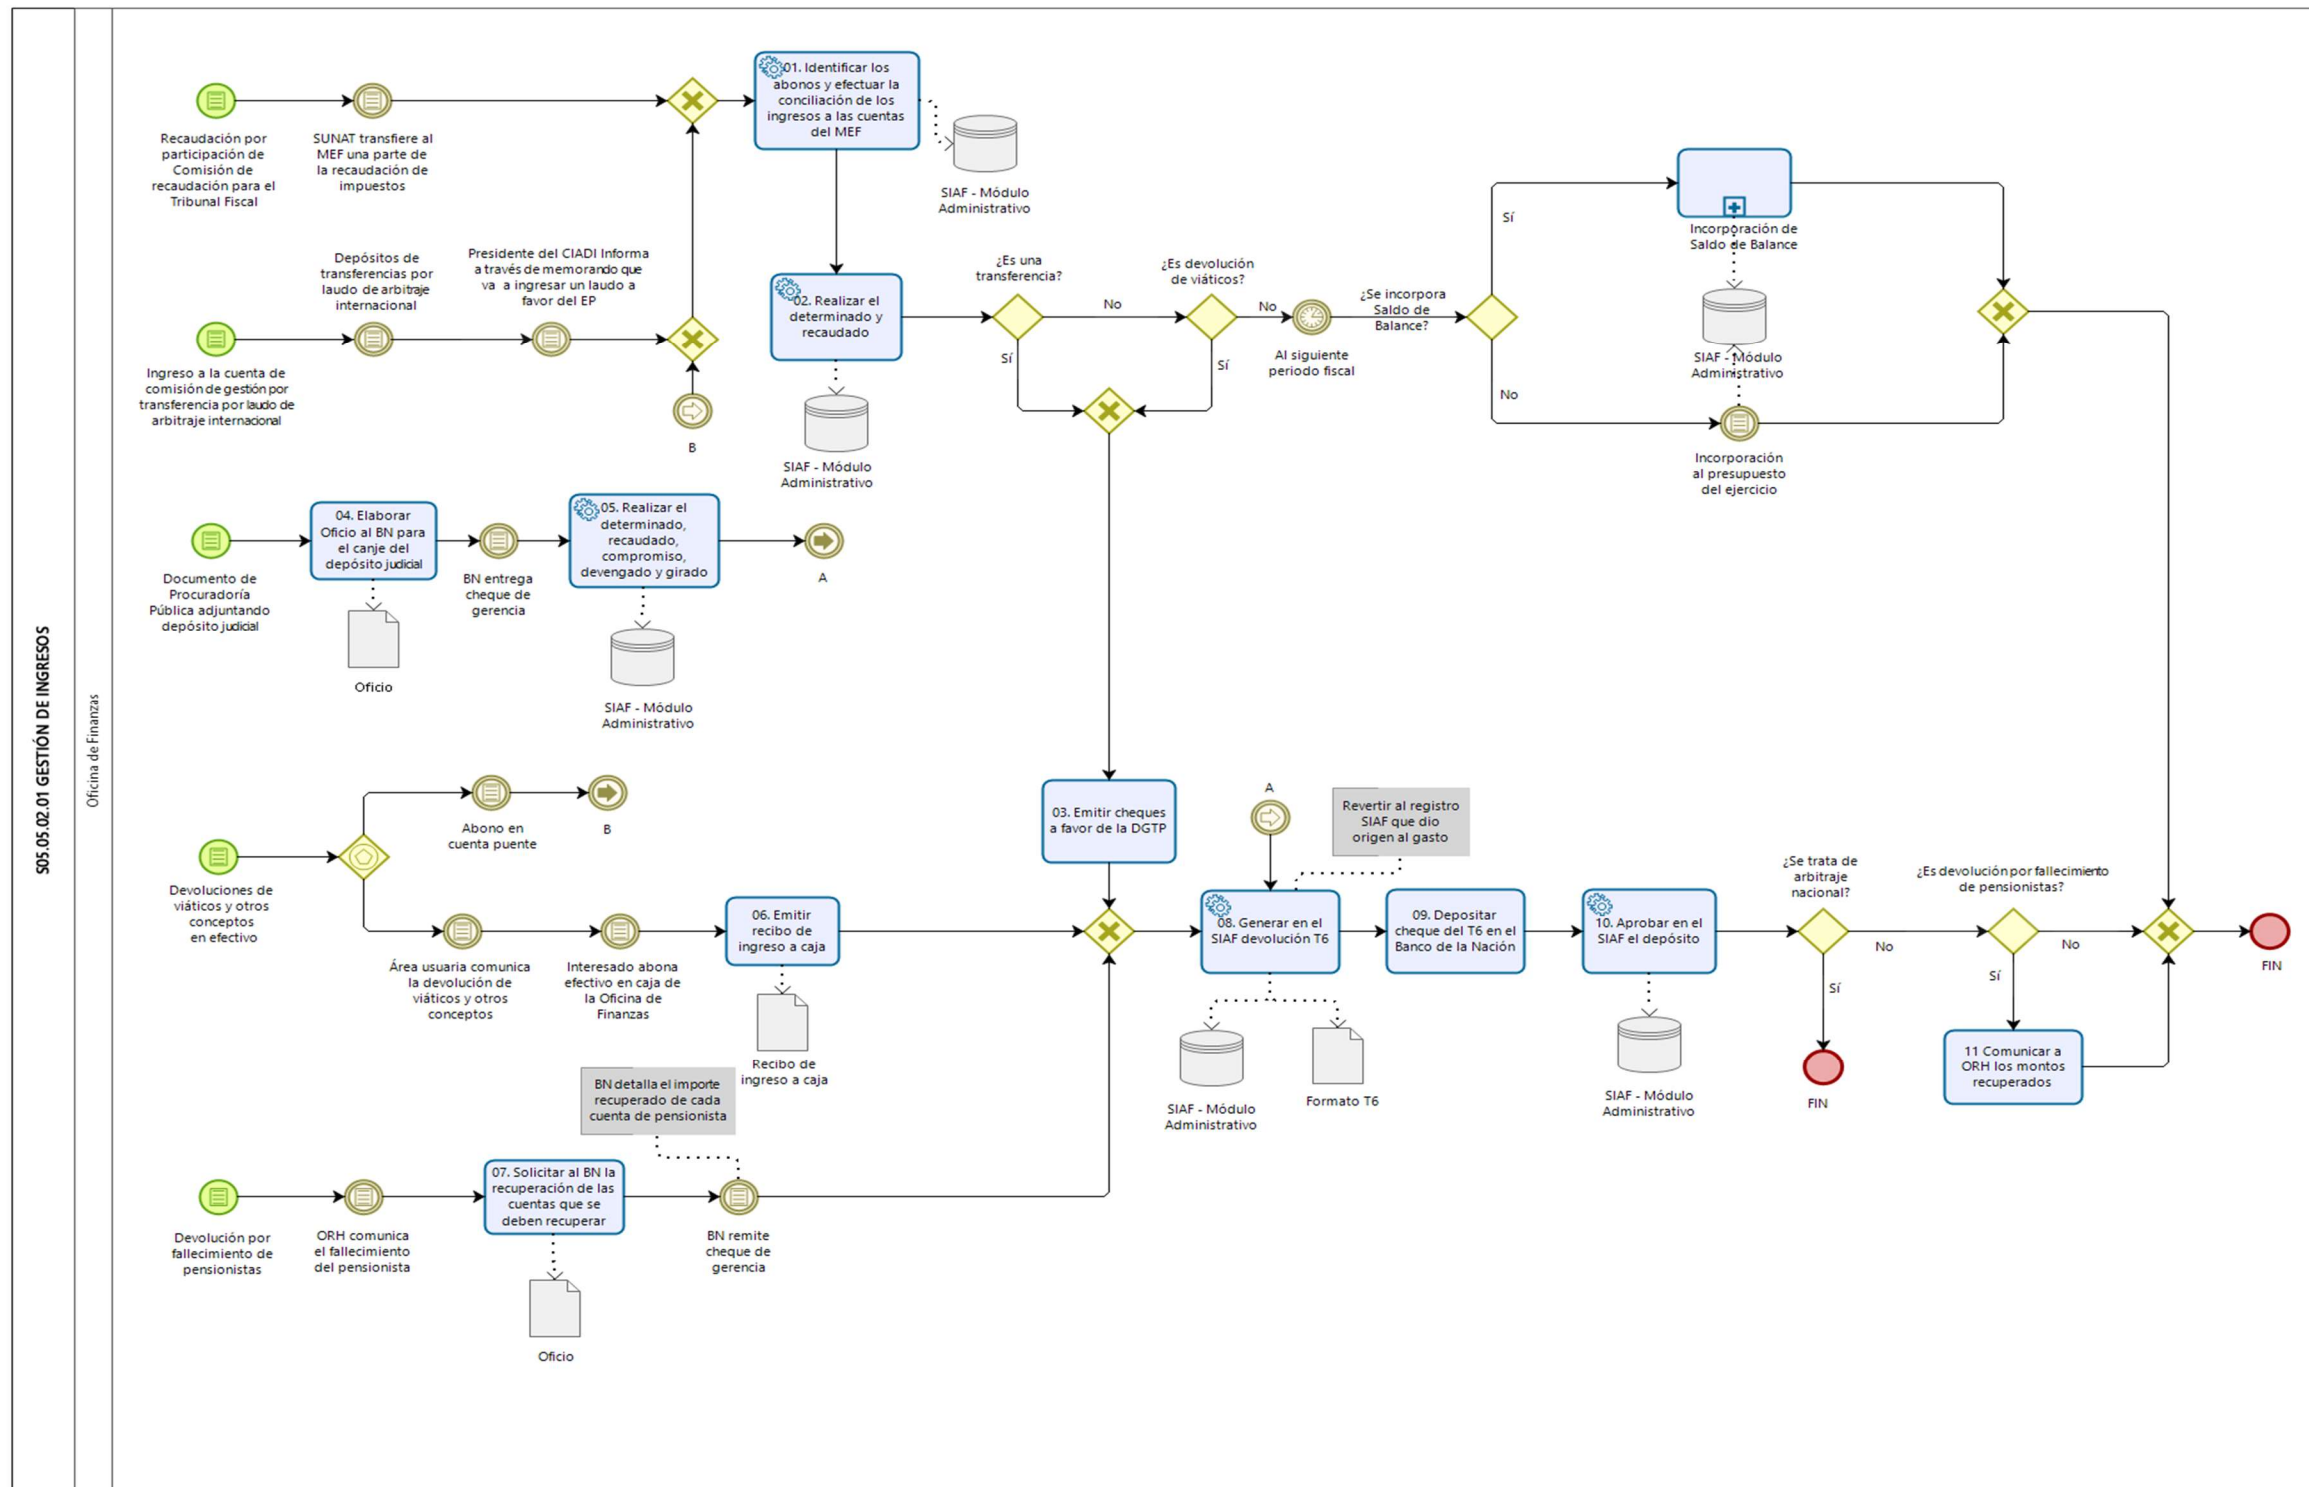 S05.05.02.01 GESTIÓN DE INGRESOS
Oficina de Finanzas
Recaudación por
participación de
Comisión de
recaudación para el
Tribunal Fiscal
SUNAT transfiere al
MEF una parte de
la recaudación de
impuestos
01. Identificar los
abonos y efectuar la
conciliación de los
ingresos a las cuentas
del MEF
SIAF - Módulo
Administrativo
Ingreso a la cuenta de
comisión de gestión por
transferencia por laudo de
arbitraje internacional
Depósitos de
transferencias por
laudo de arbitraje
internacional
Presidente del CIADI Informa
a través de memorando que
va a ingresar un laudo a
favor del EP
B
02. Realizar el
determinado y
recaudado
SIAF - Módulo
Administrativo
¿Es una
transferencia?
Sí
No
¿Es devolución
de viáticos?
Sí
No
Al siguiente
periodo fiscal
¿Se incorpora
Saldo de
Balance?
Sí
No
Incorporación de
Saldo de Balance
SIAF - Módulo
Administrativo
Incorporación
al presupuesto
del ejercicio
Documento de
Procuradoría
Pública adjuntando
depósito judicial
04. Elaborar
Oficio al BN para
el canje del
depósito judicial
Oficio
BN entrega
cheque de
gerencia
05. Realizar el
determinado,
recaudado,
compromiso,
devengado y girado
SIAF - Módulo
Administrativo
A
Devoluciones de
viáticos y otros
conceptos
en efectivo
Abono en
cuenta puente
B
Área usuaria comunica
la devolución de
viáticos y otros
conceptos
Interesado abona
efectivo en caja de
la Oficina de
Finanzas
06. Emitir
recibo de
ingreso a caja
Recibo de
ingreso a caja
03. Emitir cheques
a favor de la DGTP
A
Revertir al registro
SIAF que dio
origen al gasto
08. Generar en el
SIAF devolución T6
SIAF - Módulo
Administrativo
Formato T6
09. Depositar
cheque del T6 en el
Banco de la Nación
10. Aprobar en el
SIAF el depósito
SIAF - Módulo
Administrativo
¿Se trata de
arbitraje
nacional?
No
Sí
FIN
¿Es devolución por fallecimiento
de pensionistas?
No
Sí
11 Comunicar a
ORH los montos
recuperados
FIN
Devolución por
fallecimiento de
pensionistas
ORH comunica
el fallecimiento
del pensionista
07. Solicitar al BN la
recuperación de las
cuentas que se
deben recuperar
Oficio
BN detalla el importe
recuperado de cada
cuenta de pensionista
BN remite
cheque de
gerencia